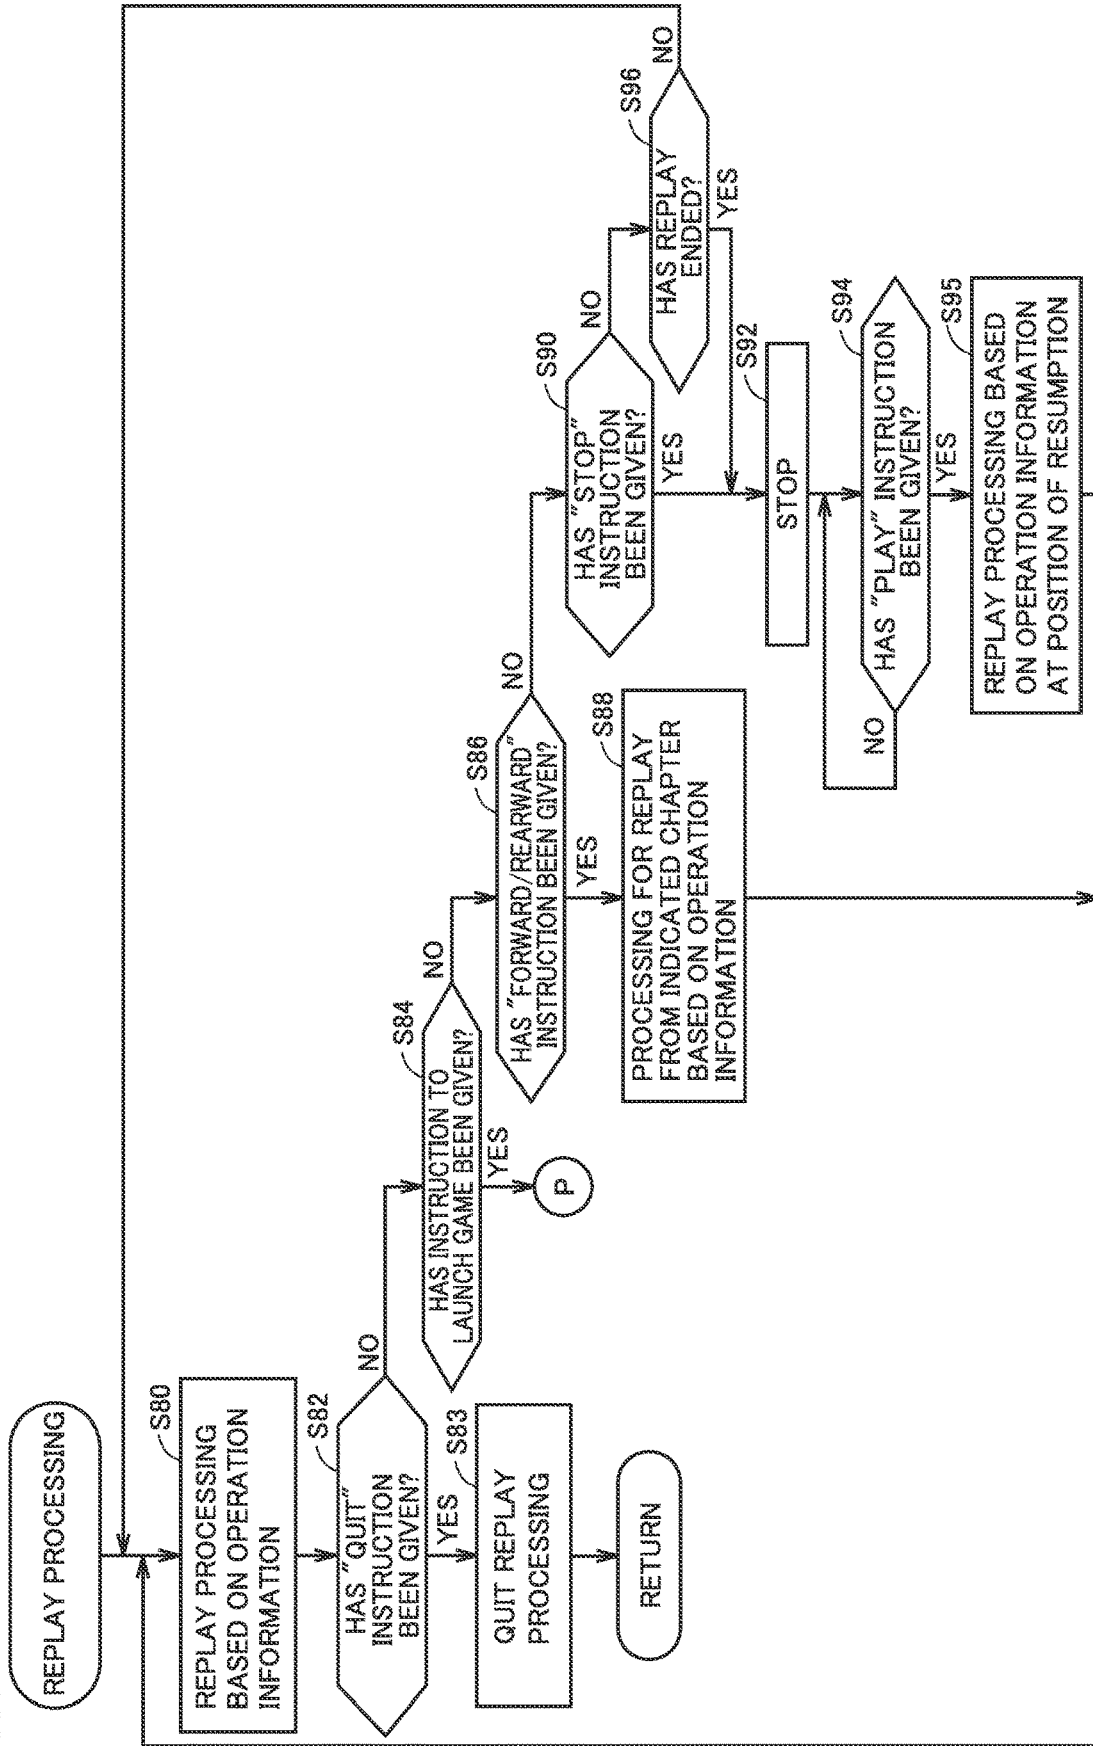 REPLAY PROCESSING
S80
REPLAY PROCESSING
BASED ON OPERATION
INFORMATION
S82
HAS "QUIT"
INSTRUCTION
BEEN GIVEN?
NO
YES
S83
QUIT REPLAY
PROCESSING
RETURN
S84
HAS INSTRUCTION TO
LAUNCH GAME BEEN GIVEN?
NO
YES
P
S86
HAS "FORWARD/REARWARD"
INSTRUCTION BEEN GIVEN?
NO
YES
S88
PROCESSING FOR REPLAY
FROM INDICATED CHAPTER
BASED ON OPERATION
INFORMATION
S90
HAS "STOP"
INSTRUCTION
BEEN GIVEN?
NO
YES
S96
HAS REPLAY
ENDED?
NO
YES
S92
STOP
S94
HAS "PLAY" INSTRUCTION
BEEN GIVEN?
NO
YES
S95
REPLAY PROCESSING BASED
ON OPERATION INFORMATION
AT POSITION OF RESUMPTION